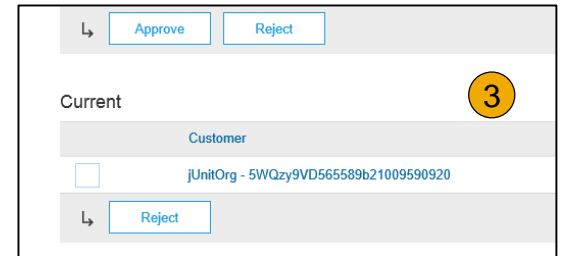 Approve Reject
Current
3
Customer
jUnitOrg - 5WQzy9VD565589b21009590920
Reject